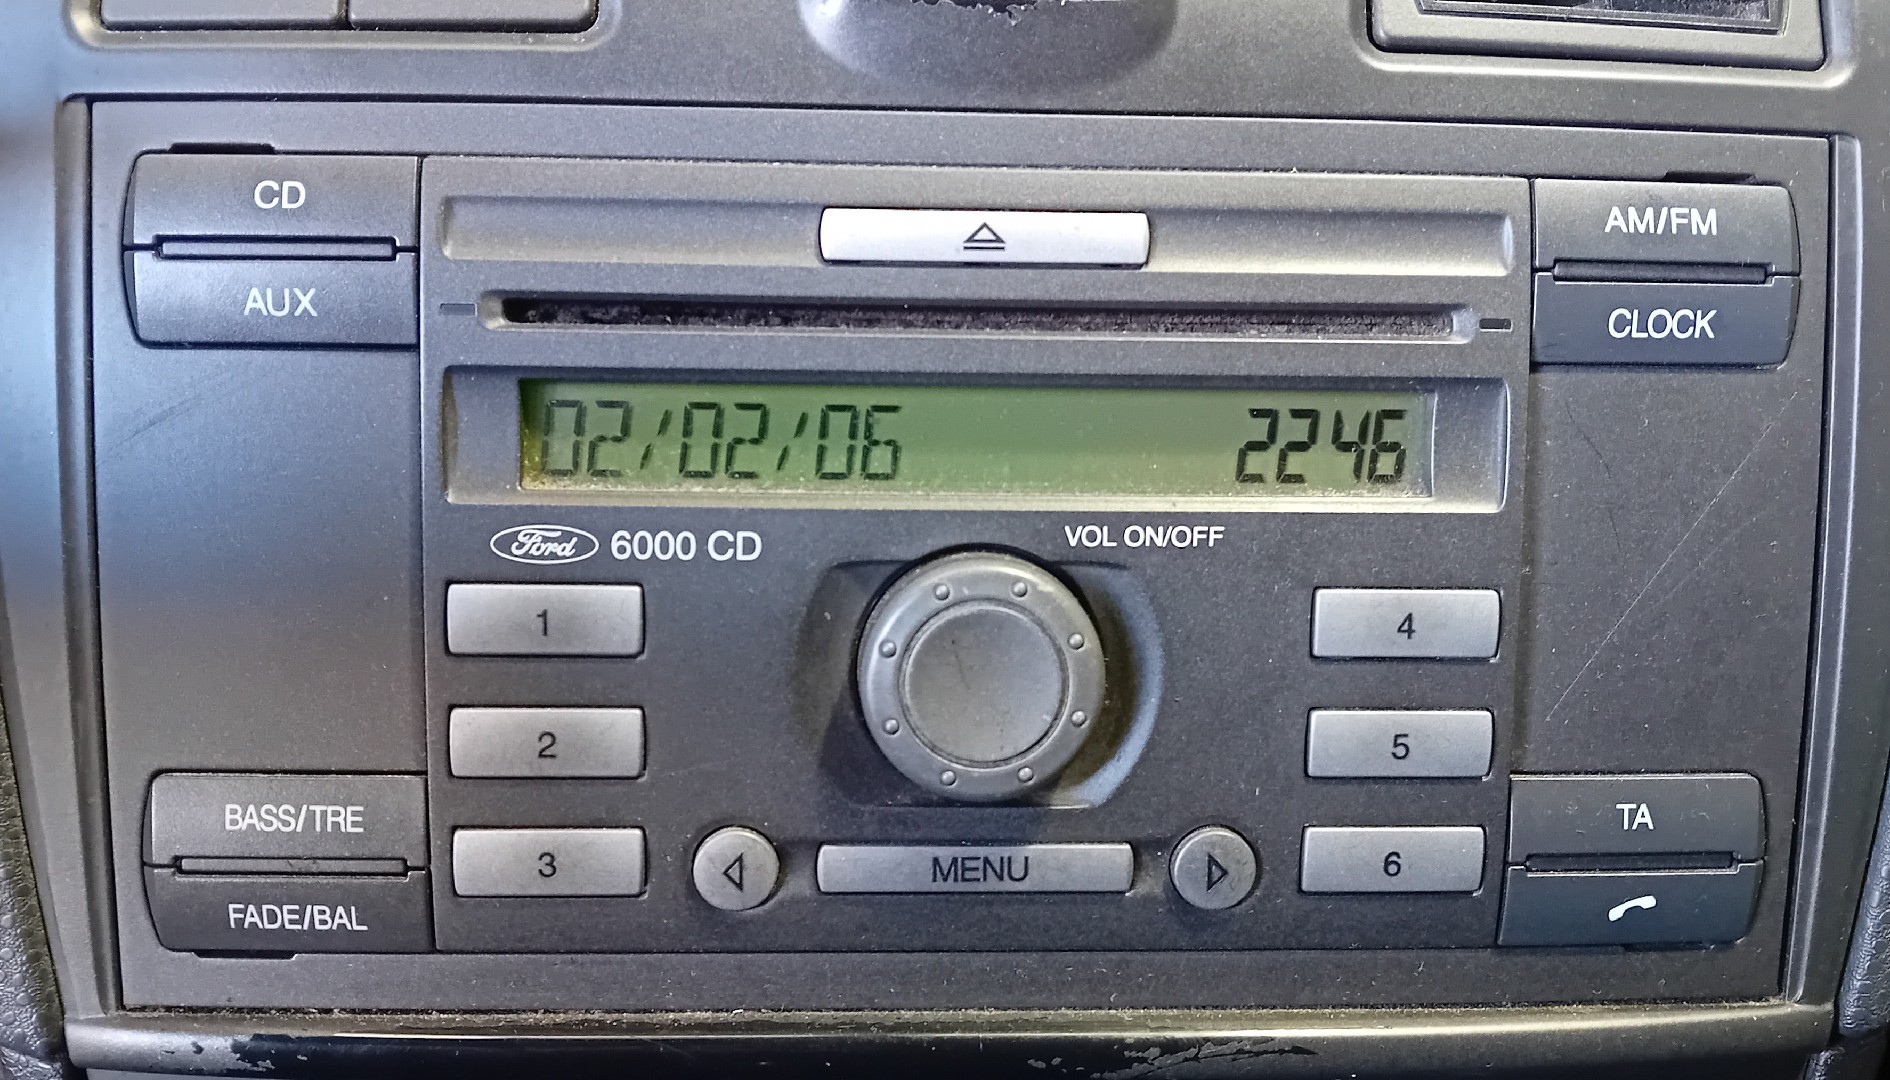 CD
AUX
AM/FM
CLOCK
02/02/06 2246
Ford 6000 CD
VOL ON/OFF
1
4
2
5
3
MENU
6
BASS/TRE
FADE/BAL
TA